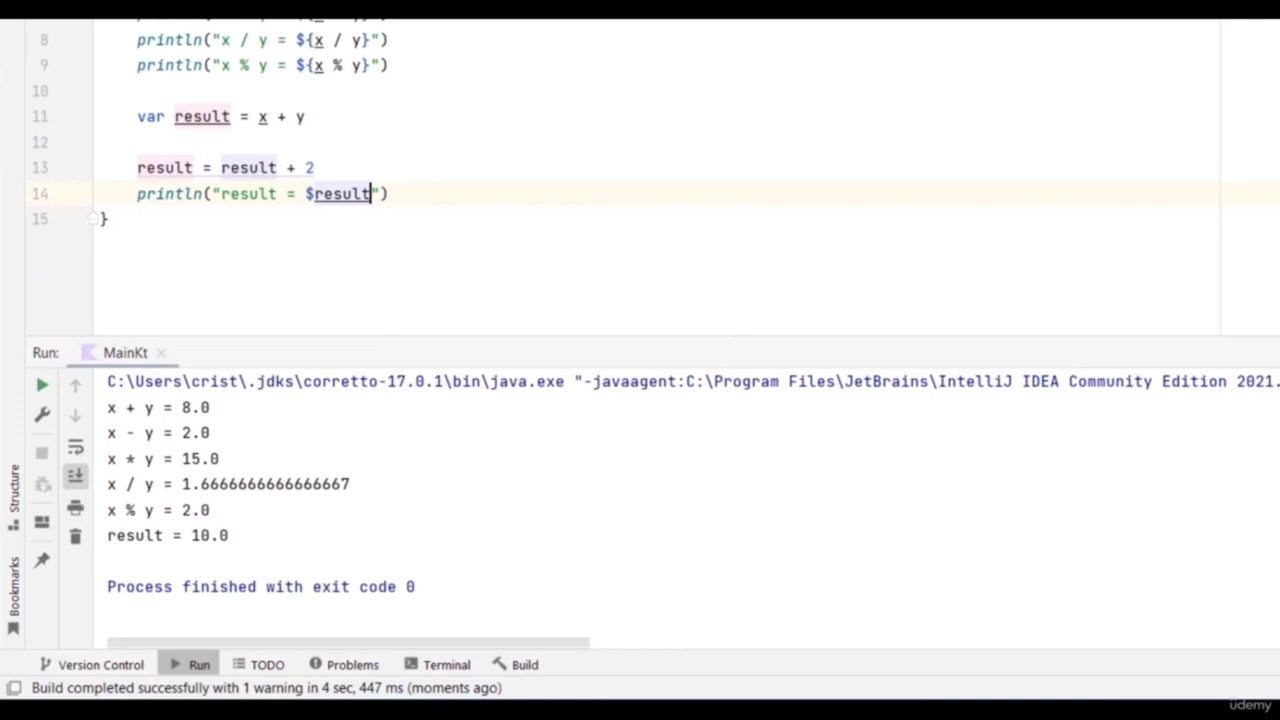 8 println("x / y = ${x / y}")
9 println("x % y = ${x % y}")
10
11 var result = x + y
12
13 result = result + 2
14 println("result = $result")
15 }
Run: MainKt
C:\Users\crist\.jdks\corretto-17.0.1\bin\java.exe "-javaagent:C:\Program Files\JetBrains\IntelliJ IDEA Community Edition 2021.
x + y = 8.0
x - y = 2.0
x * y = 15.0
x / y = 1.6666666666666667
x % y = 2.0
result = 10.0
Process finished with exit code 0
Structure
Bookmarks
Version Control Run TODO Problems Terminal Build
Build completed successfully with 1 warning in 4 sec, 447 ms (moments ago)
ûdemy